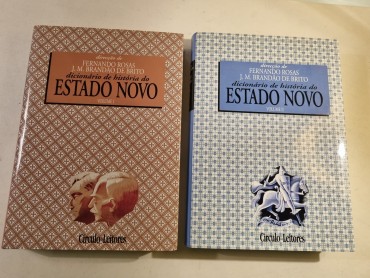 direcção de
FERNANDO ROSAS
J. M. BRANDÃO DE BRITO
dicionário de história do
ESTADO NOVO
Círculo de Leitores
direcção de
FERNANDO ROSAS
J. M. BRANDÃO DE BRITO
dicionário de história do
ESTADO NOVO
Círculo de Leitores